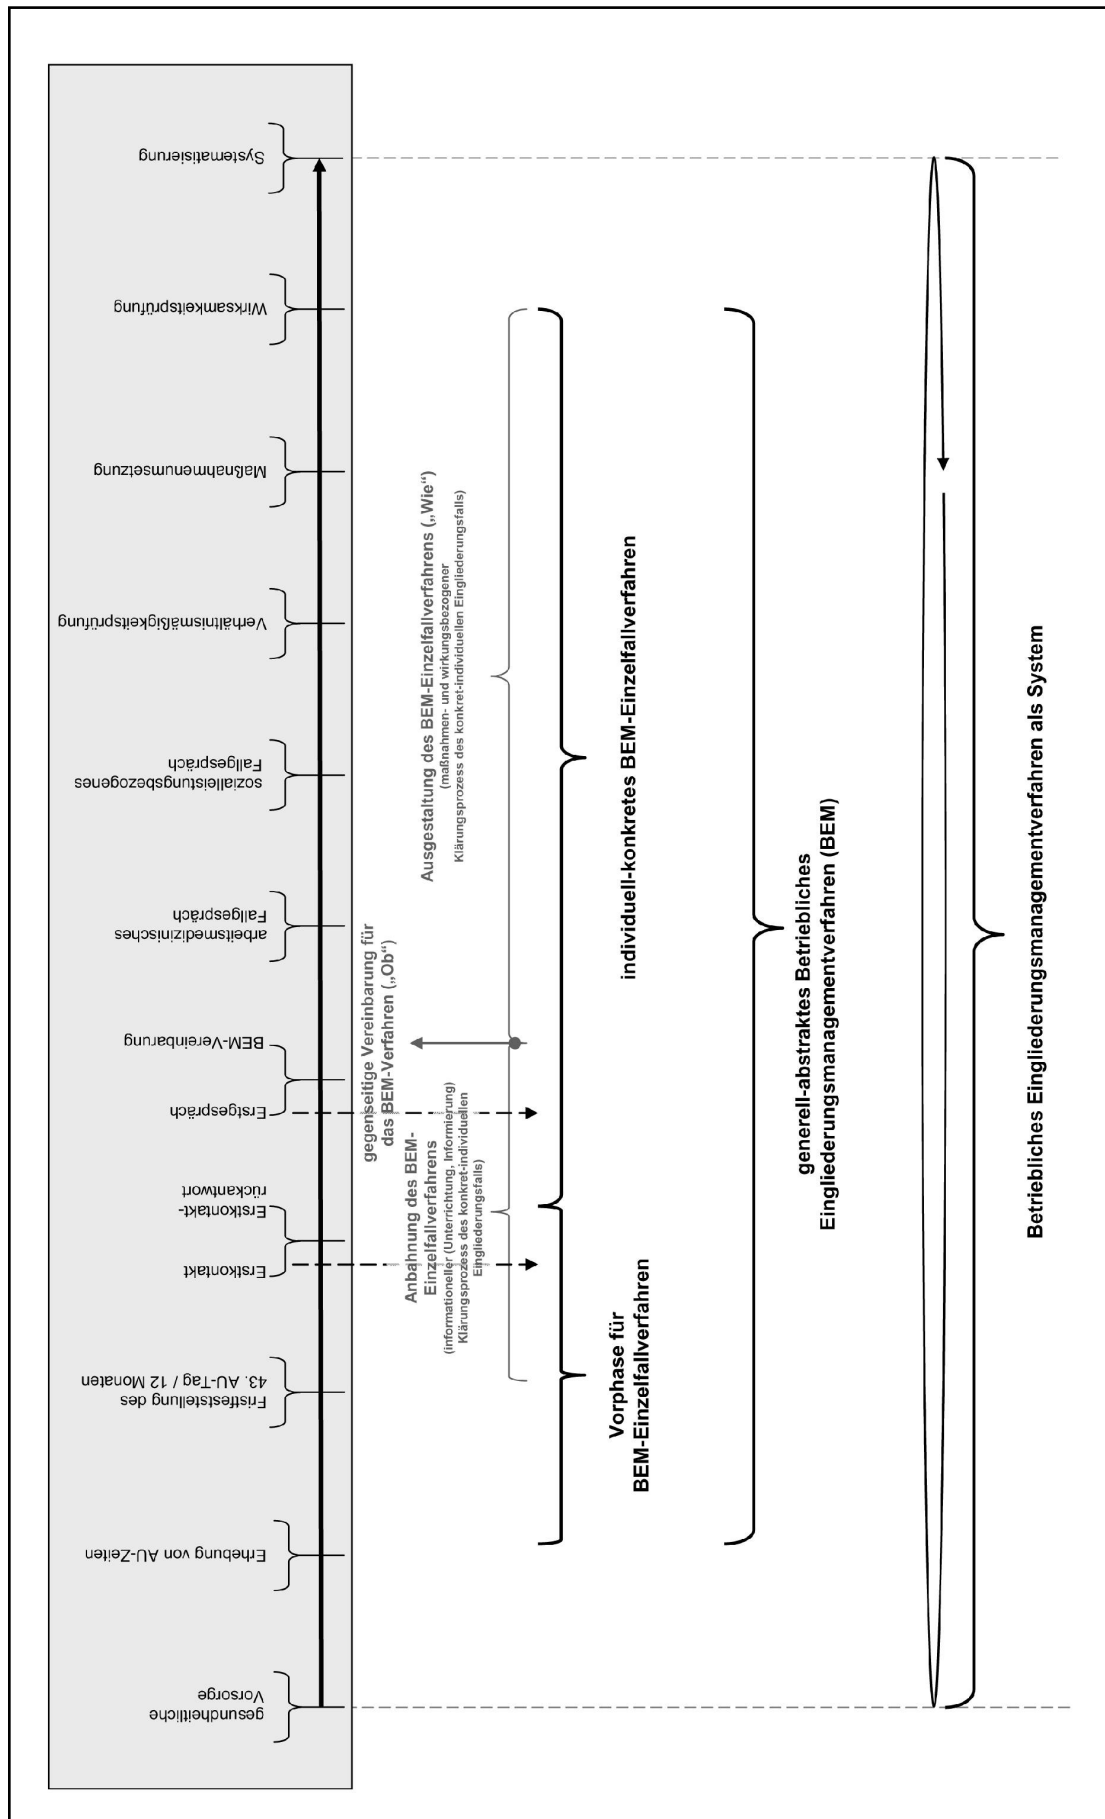 gesundheitliche
Vorsorge
Erhebung von AU-Zeiten
Fristfeststellung des
43. AU-Tag / 12 Monaten
Erstkontakt
Erstkontakt-
rückantwort
Erstgespräch
BEM-Vereinbarung
arbeitsmedizinisches
Fallgespräch
sozialleistungsbezogenes
Fallgespräch
Verhältnismäßigkeitsprüfung
Maßnahmenumsetzung
Wirksamkeitsprüfung
Systematisierung
gegenseitige Vereinbarung für
das BEM-Verfahren („Ob“)
Anbahnung des BEM-
Einzelfallverfahrens
(informationeller (Unterrichtung, Informierung)
Klärungsprozess des konkret-individuellen
Eingliederungsfalls)
Ausgestaltung des BEM-Einzelfallverfahrens („Wie“)
(maßnahmen- und wirkungsbezogener
Klärungsprozess des konkret-individuellen Eingliederungsfalls)
Vorphase für
BEM-Einzelfallverfahren
individuell-konkretes BEM-Einzelfallverfahren
generell-abstraktes Betriebliches
Eingliederungsmanagementverfahren (BEM)
Betriebliches Eingliederungsmanagementverfahren als System